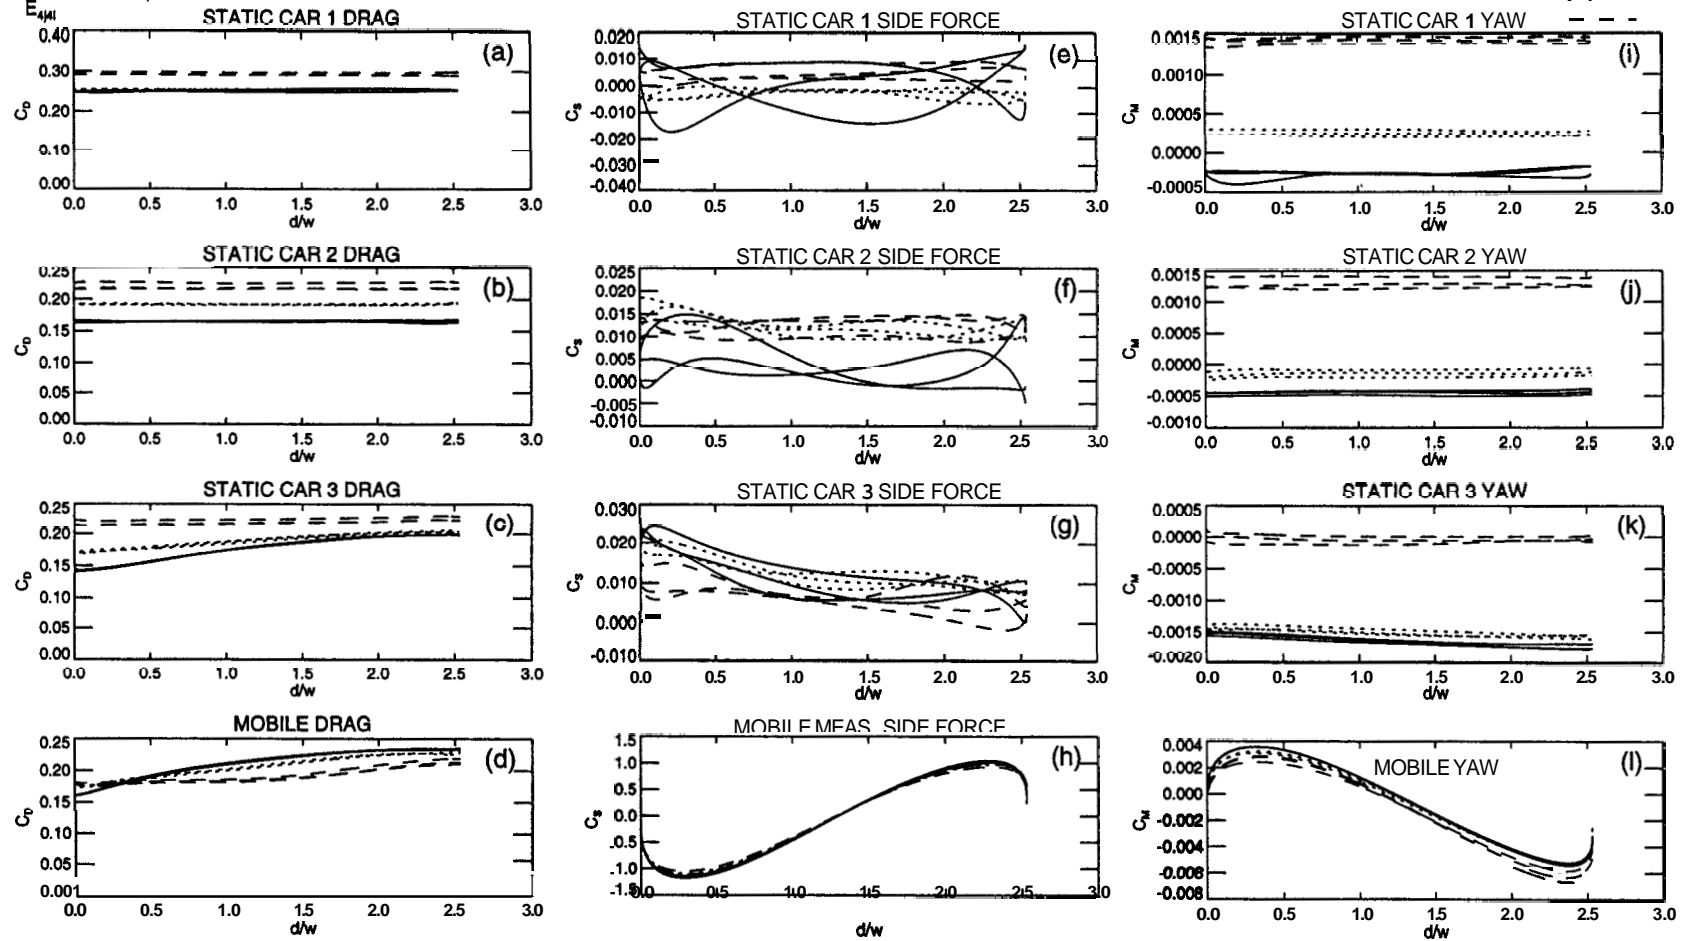 E4|4I
STATIC CAR 1 DRAG
(a)
0.40
0.30
0.20
0.10
0.00
C_D
0.0 0.5 1.0 1.5 2.0 2.5 3.0
d/w
STATIC CAR 1 SIDE FORCE
(e)
0.020
0.010
0.000
-0.010
-0.020
-0.030
-0.040
C_S
0.0 0.5 1.0 1.5 2.0 2.5 3.0
d/w
STATIC CAR 1 YAW
(i)
0.0015
0.0010
0.0005
0.0000
-0.0005
C_M
0.0 0.5 1.0 1.5 2.0 2.5 3.0
d/w
STATIC CAR 2 DRAG
(b)
0.25
0.20
0.15
0.10
0.05
0.00
C_D
0.0 0.5 1.0 1.5 2.0 2.5 3.0
d/w
STATIC CAR 2 SIDE FORCE
(f)
0.025
0.020
0.015
0.010
0.005
0.000
-0.005
-0.010
C_S
0.0 0.5 1.0 1.5 2.0 2.5 3.0
d/w
STATIC CAR 2 YAW
(j)
0.0015
0.0010
0.0005
0.0000
-0.0005
-0.0010
C_M
0.0 0.5 1.0 1.5 2.0 2.5 3.0
d/w
STATIC CAR 3 DRAG
(c)
0.25
0.20
0.15
0.10
0.05
0.00
C_D
0.0 0.5 1.0 1.5 2.0 2.5 3.0
d/w
STATIC CAR 3 SIDE FORCE
(g)
0.030
0.020
0.010
0.000
-0.010
C_S
0.0 0.5 1.0 1.5 2.0 2.5 3.0
d/w
STATIC CAR 3 YAW
(k)
0.0005
0.0000
-0.0005
-0.0010
-0.0015
-0.0020
C_M
0.0 0.5 1.0 1.5 2.0 2.5 3.0
d/w
MOBILE DRAG
(d)
0.25
0.20
0.15
0.10
0.05
0.001
C_D
0.0 0.5 1.0 1.5 2.0 2.5 3.0
d/w
MOBILE MEAS. SIDE FORCE
(h)
1.5
1.0
0.5
0.0
-0.5
-1.0
-1.5
C_S
0.0 0.5 1.0 1.5 2.0 2.5 3.0
d/w
MOBILE YAW
(l)
0.004
0.002
0.000
-0.002
-0.004
-0.006
-0.008
C_M
0.0 0.5 1.0 1.5 2.0 2.5 3.0
d/w